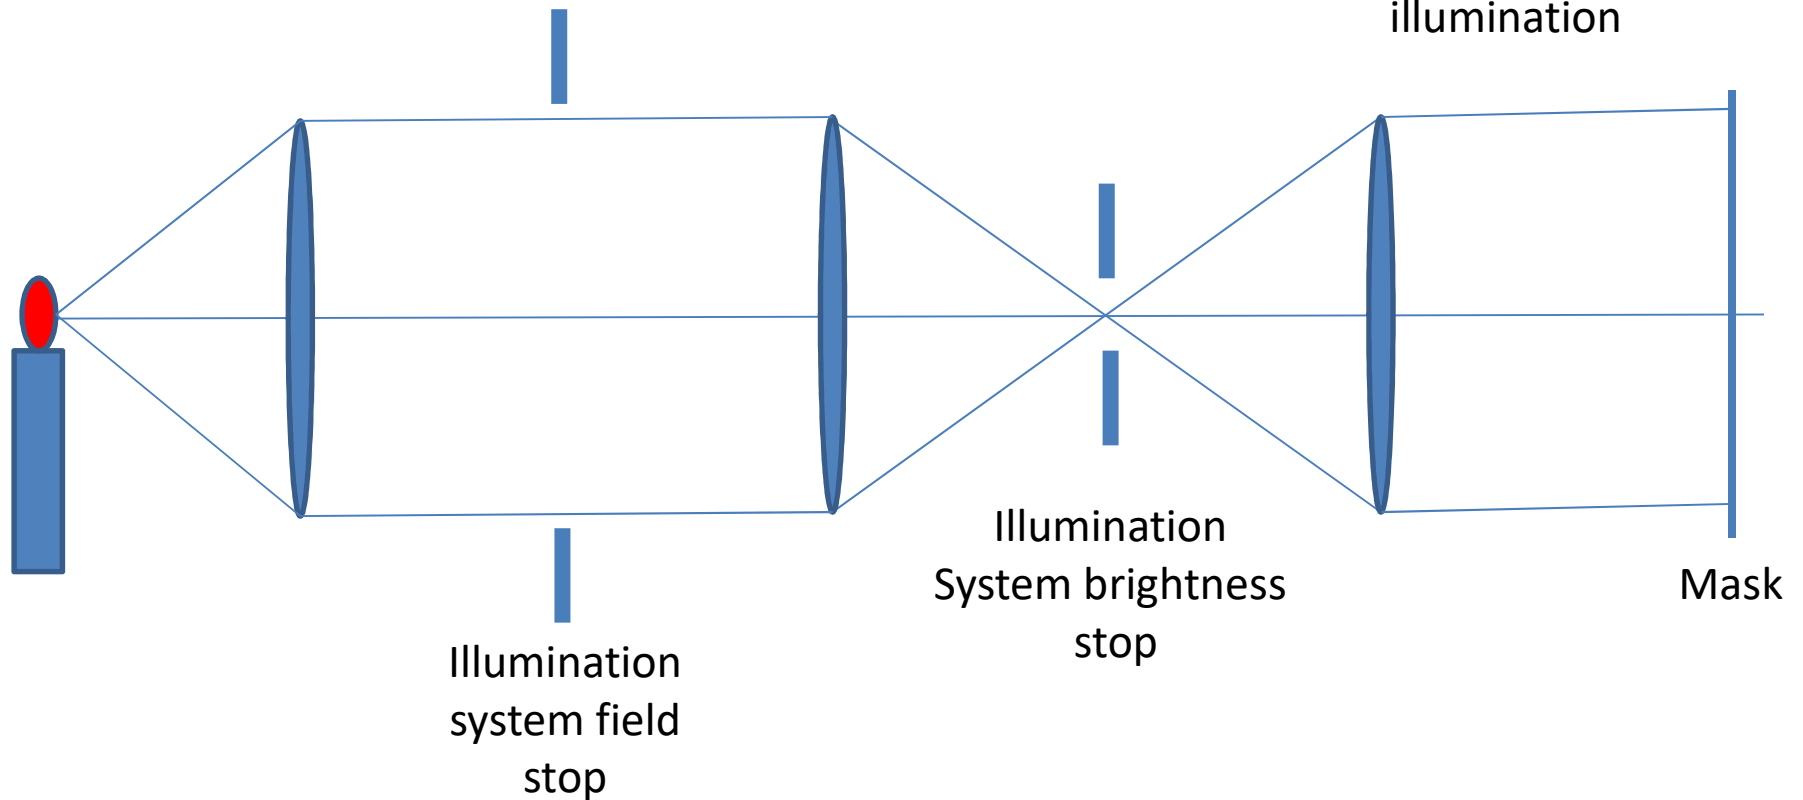 illumination
Illumination
System brightness
stop
Mask
Illumination
system field
stop